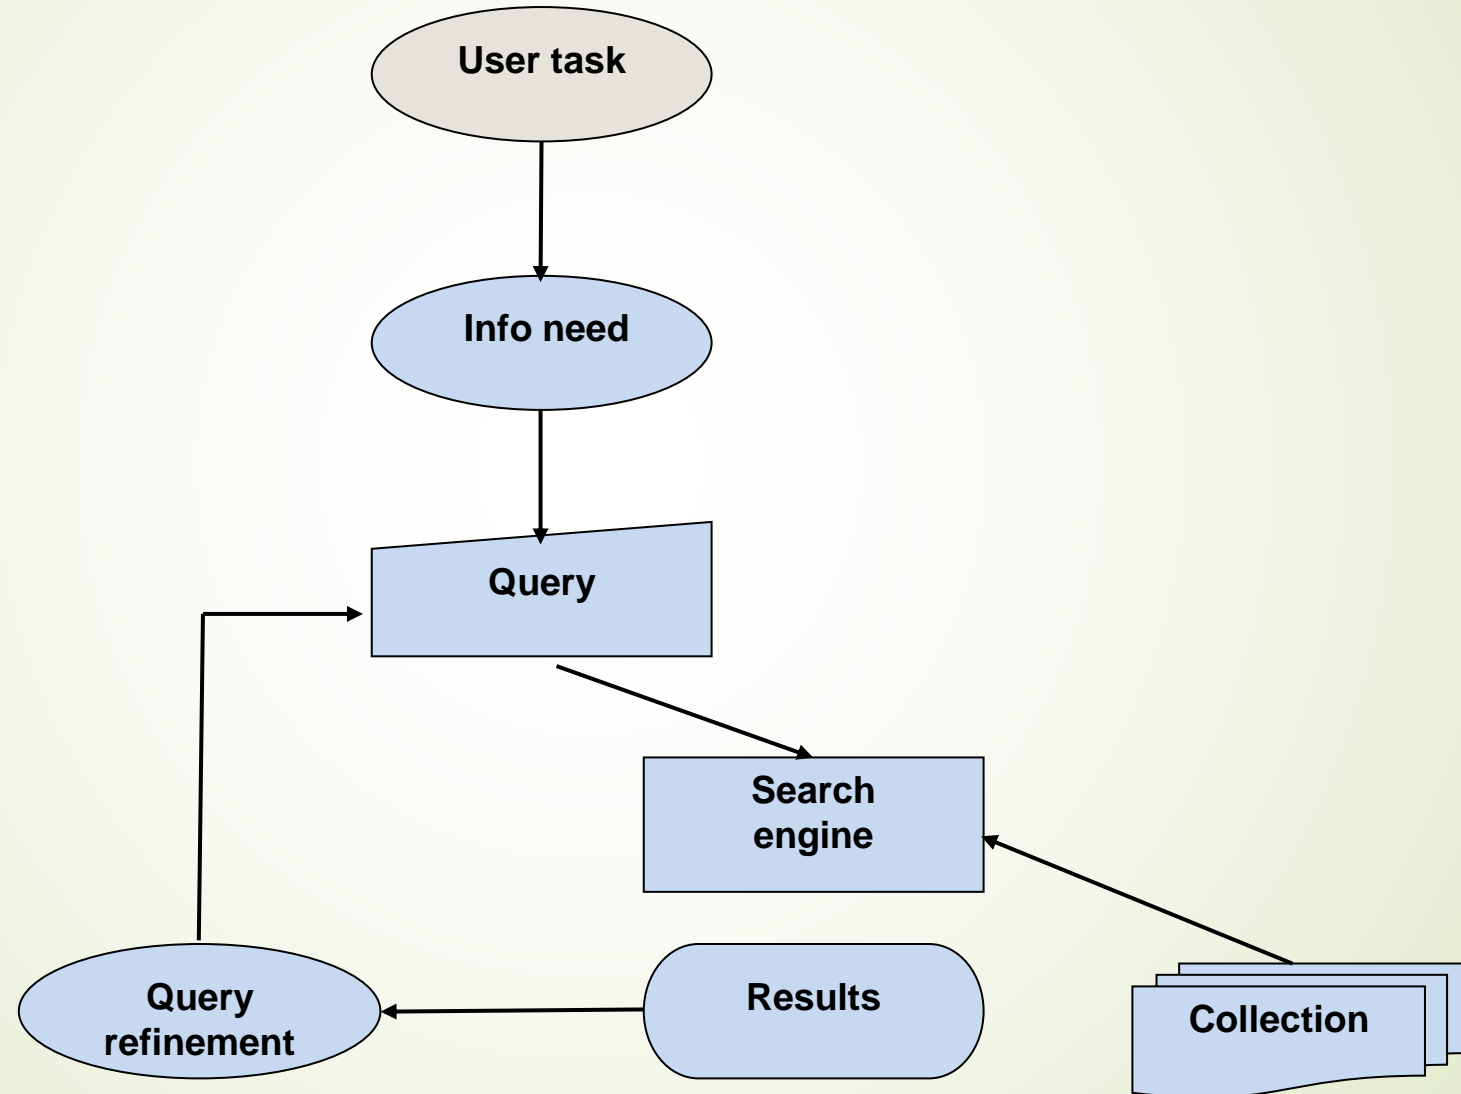 User task
Info need
Query
Search
engine
Query
refinement
Results
Collection